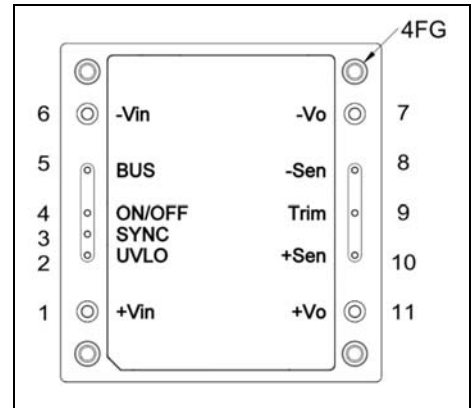 4FG
6 -Vin -Vo 7
5 BUS -Sen 8
4 ON/OFF Trim 9
3 SYNC
2 UVLO +Sen 10
1 +Vin +Vo 11